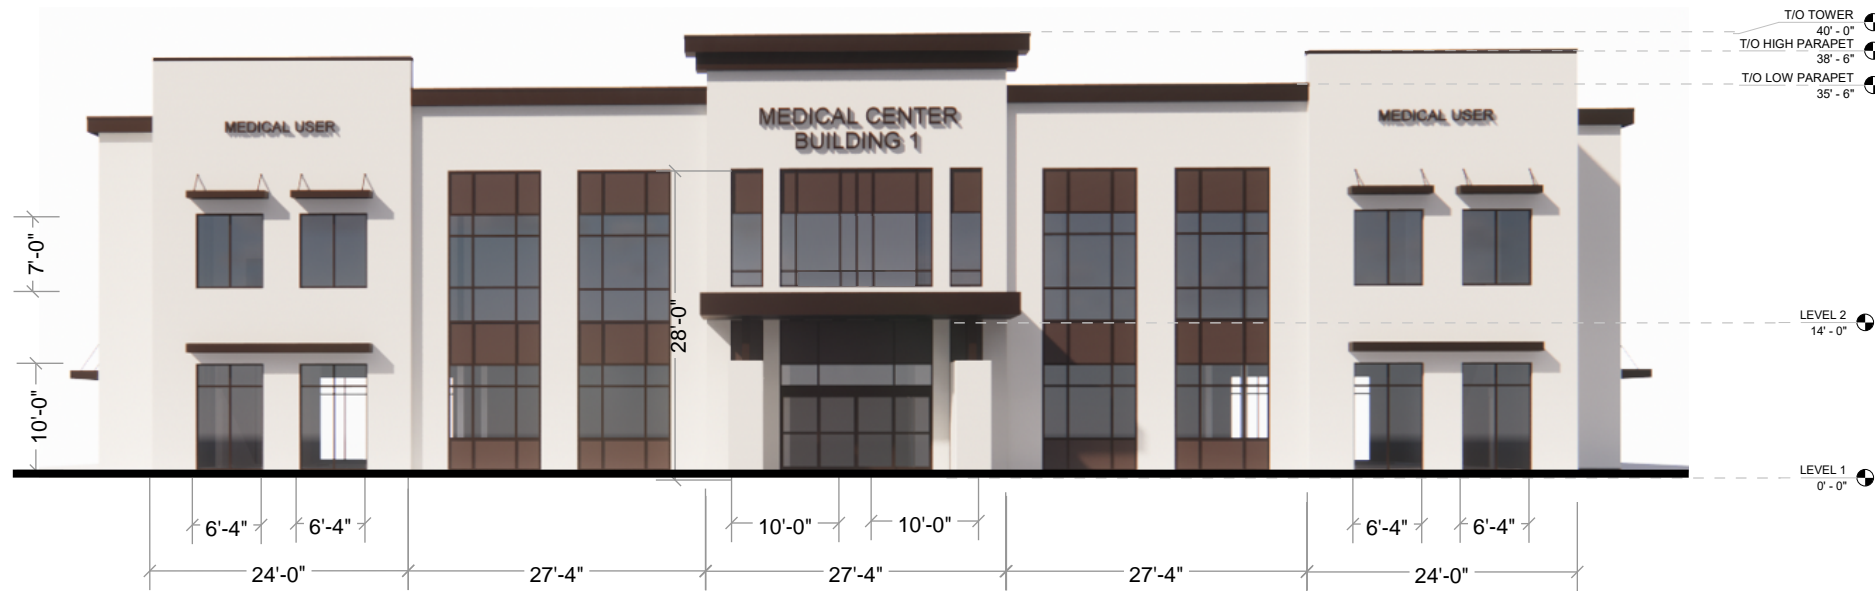 T/O TOWER
40' - 0"
T/O HIGH PARAPET
38' - 6"
T/O LOW PARAPET
35' - 6"
MEDICAL USER
MEDICAL CENTER
BUILDING 1
MEDICAL USER
7'-0"
28'-0"
LEVEL 2
14' - 0"
10'-0"
LEVEL 1
0' - 0"
6'-4"
6'-4"
10'-0"
10'-0"
6'-4"
6'-4"
24'-0"
27'-4"
27'-4"
27'-4"
24'-0"